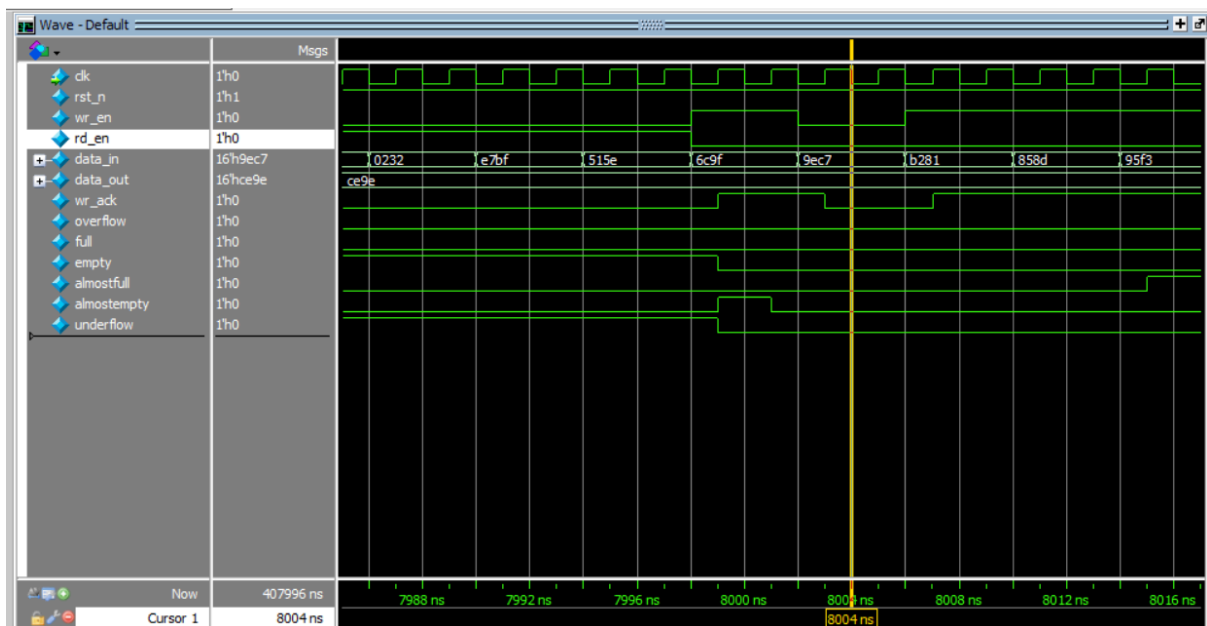 Wave - Default
Msgs
clk 1'h0
rst_n 1'h1
wr_en 1'h0
rd_en 1'h0
data_in 16'h9ec7 0232 e7bf 515e 6c9f 9ec7 b281 858d 95f3
data_out 16'hce9e ce9e
wr_ack 1'h0
overflow 1'h0
full 1'h0
empty 1'h0
almostfull 1'h0
almostempty 1'h0
underflow 1'h0
Now 407996 ns 7988 ns 7992 ns 7996 ns 8000 ns 8004 ns 8008 ns 8012 ns 8016 ns
Cursor 1 8004 ns 8004 ns